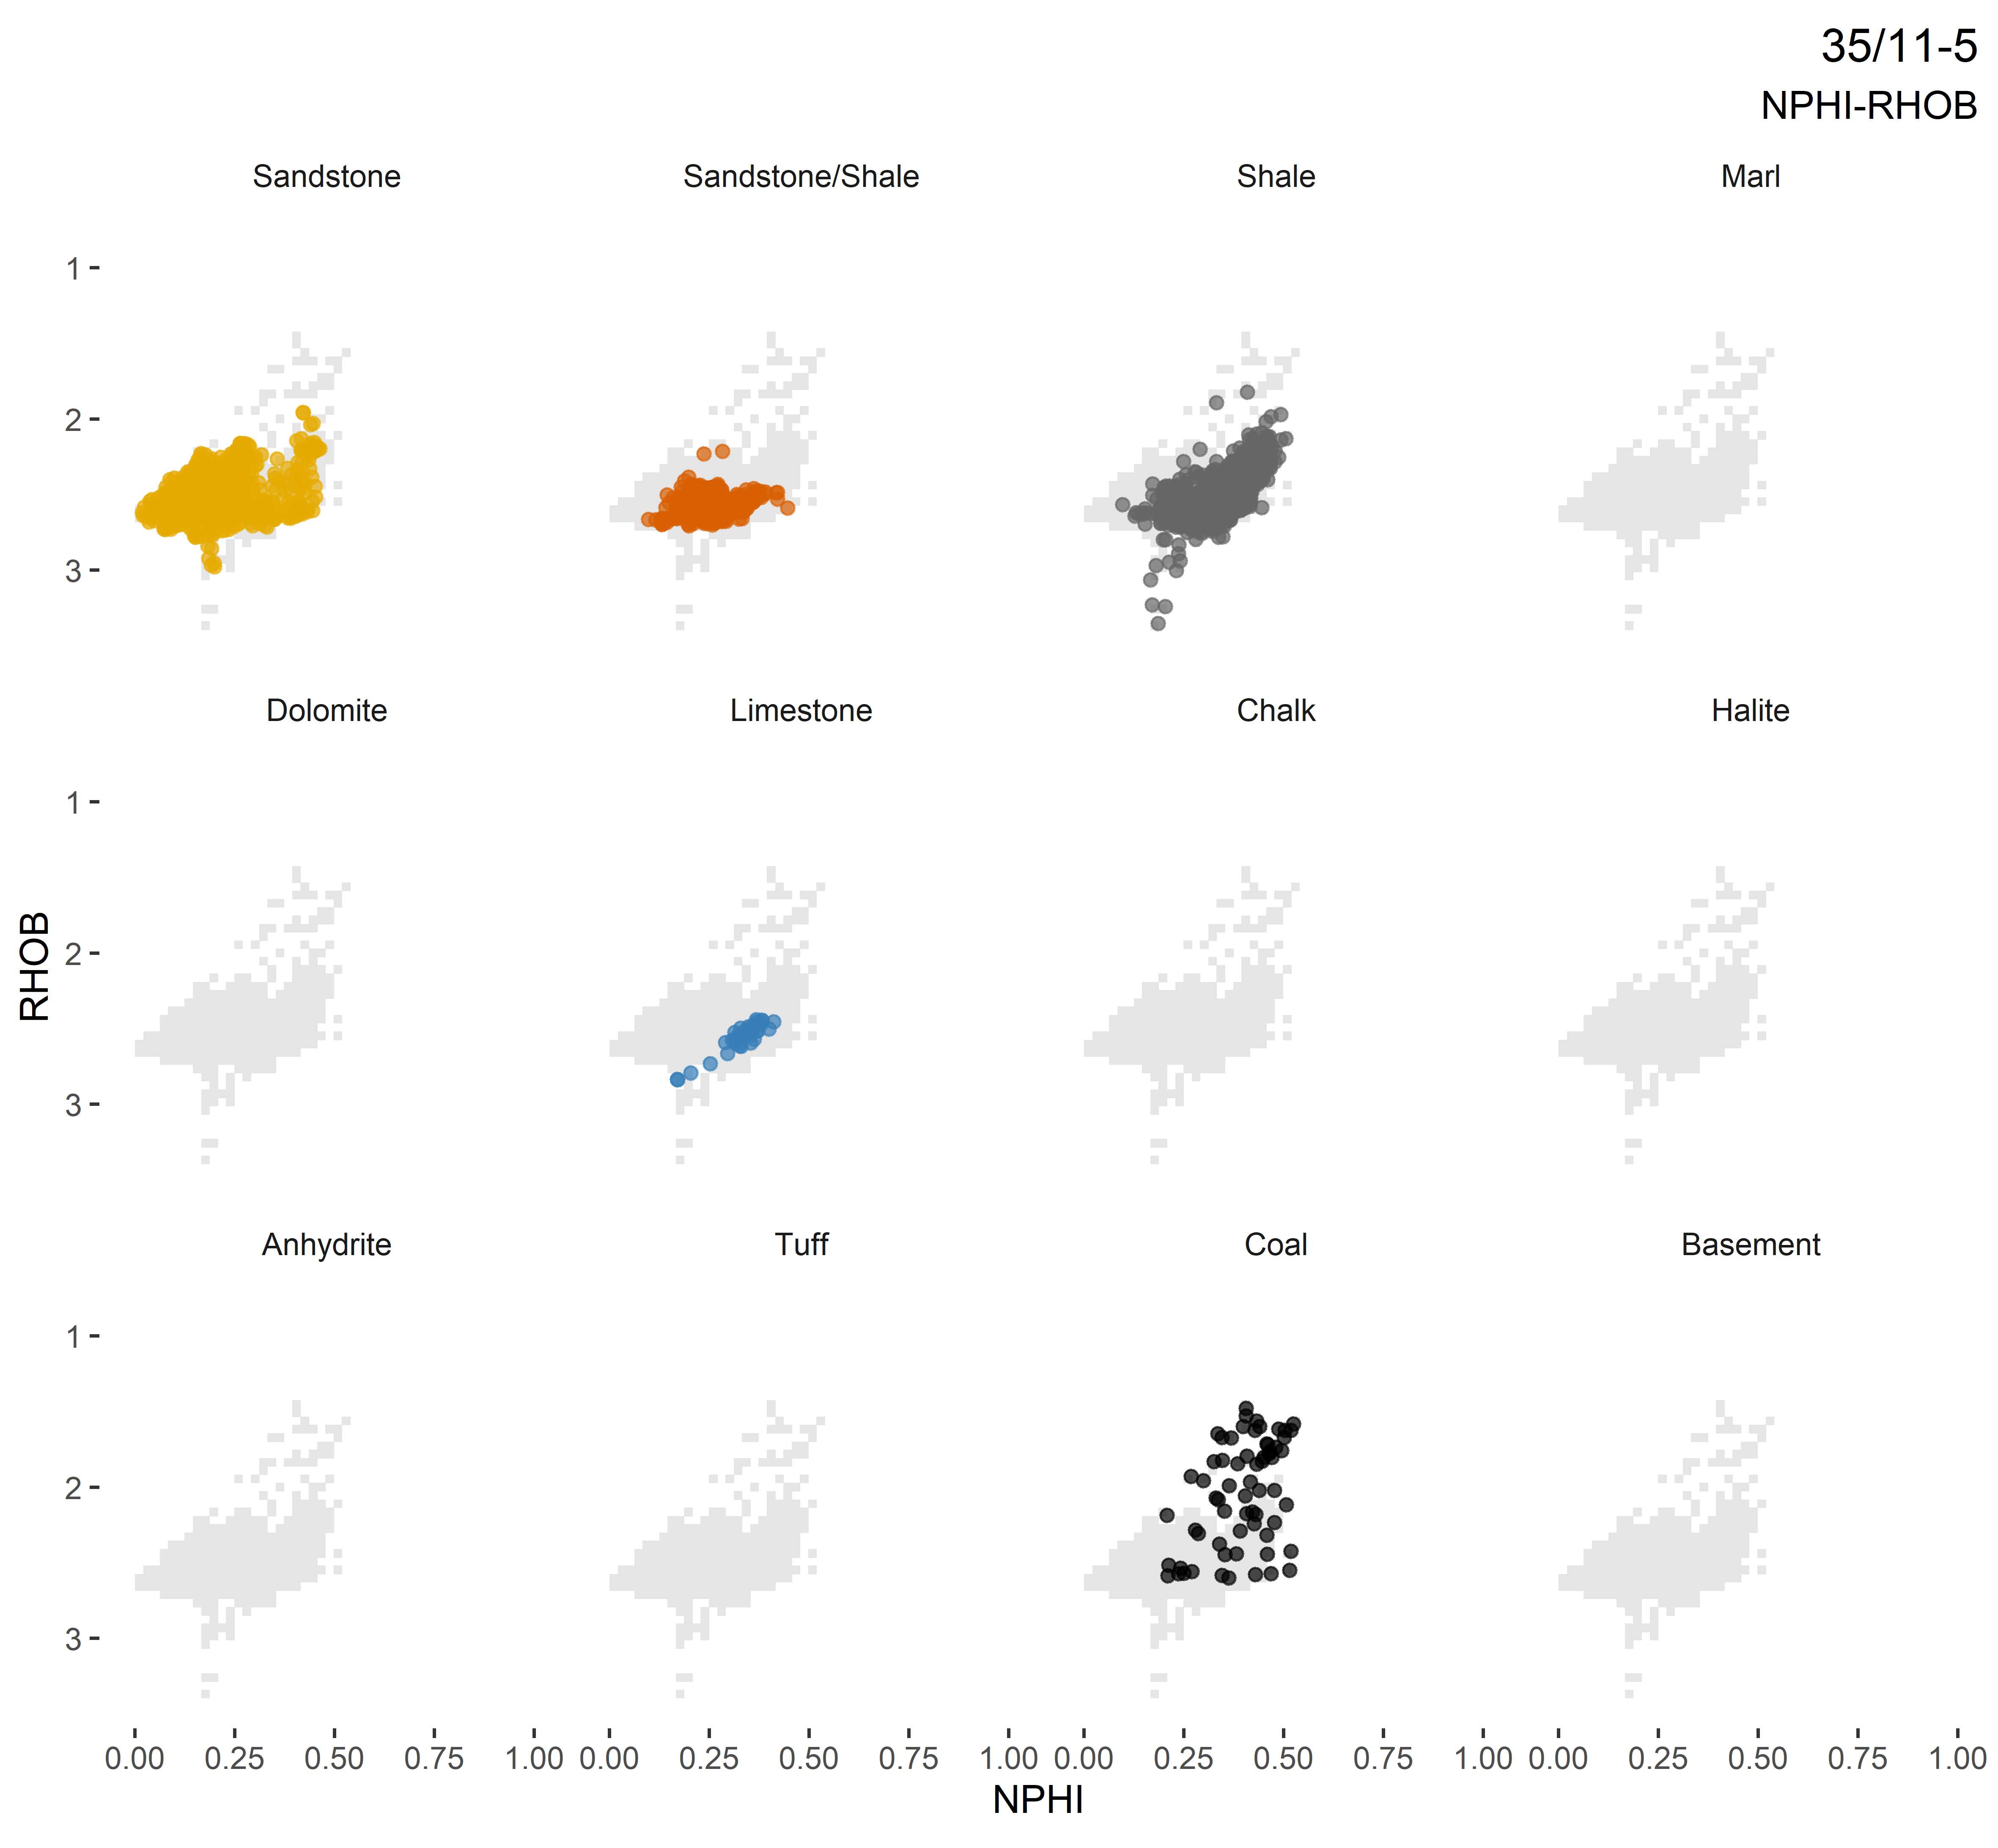 35/11-5
NPHI-RHOB
Sandstone Sandstone/Shale Shale Marl
1
2
3
Dolomite Limestone Chalk Halite
1
2
3
RHOB
Anhydrite Tuff Coal Basement
1
2
3
0.00 0.25 0.50 0.75 1.00 0.00 0.25 0.50 0.75 1.00 0.00 0.25 0.50 0.75 1.00 0.00 0.25 0.50 0.75 1.00
NPHI